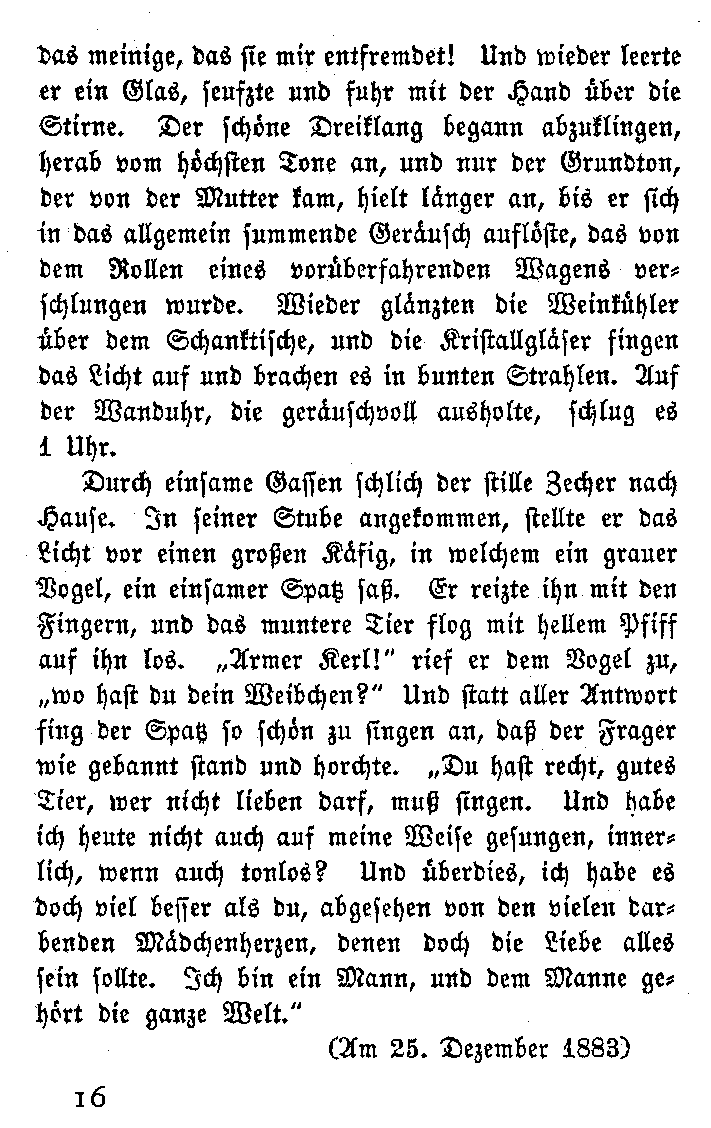 das meinige, das sie mir entfremdet! Und wieder leerte
er ein Glas, seufzte und fuhr mit der Hand über die
Stirne. Der schöne Dreiklang begann abzuklingen,
herab vom höchsten Tone an, und nur der Grundton,
der von der Mutter kam, hielt länger an, bis er sich
in das allgemein summende Geräusch auflöste, das von
dem Rollen eines vorüberfahrenden Wagens ver-
schlungen wurde. Wieder glänzten die Weinkühler
über dem Schanktische, und die Kristallgläser fingen
das Licht auf und brachen es in bunten Strahlen. Auf
der Wanduhr, die geräuschvoll ausholte, schlug es
1 Uhr.
Durch einsame Gassen schlich der stille Zecher nach
Hause. In seiner Stube angekommen, stellte er das
Licht vor einen großen Käfig, in welchem ein grauer
Vogel, ein einsamer Spatz saß. Er reizte ihn mit den
Fingern, und das muntere Tier flog mit hellem Pfiff
auf ihn los. „Armer Kerl!“ rief er dem Vogel zu,
„wo hast du dein Weibchen?“ Und statt aller Antwort
fing der Spatz so schön zu singen an, daß der Frager
wie gebannt stand und horchte. „Du hast recht, gutes
Tier, wer nicht lieben darf, muß singen. Und habe
ich heute nicht auch auf meine Weise gesungen, inner-
lich, wenn auch tonlos? Und überdies, ich habe es
doch viel besser als du, abgesehen von den vielen dar-
benden Mädchenherzen, denen doch die Liebe alles
sein sollte. Ich bin ein Mann, und dem Manne ge-
hört die ganze Welt.“
(Am 25. Dezember 1883)
16